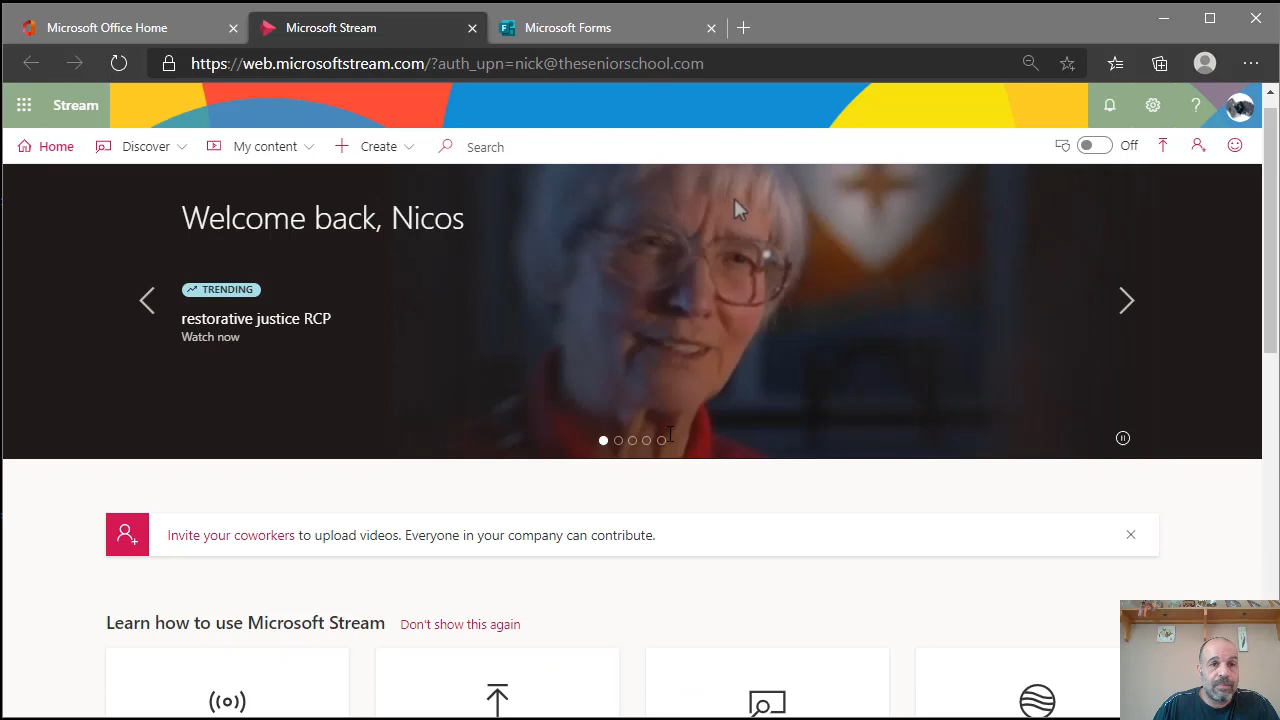 Microsoft Office Home
Microsoft Stream
Microsoft Forms
https://web.microsoftstream.com/?auth_upn=nick@theseniorschool.com
Stream
Home
Discover
My content
Create
Search
Off
Welcome back, Nicos
TRENDING
restorative justice RCP
Watch now
Invite your coworkers to upload videos. Everyone in your company can contribute.
Learn how to use Microsoft Stream
Don't show this again